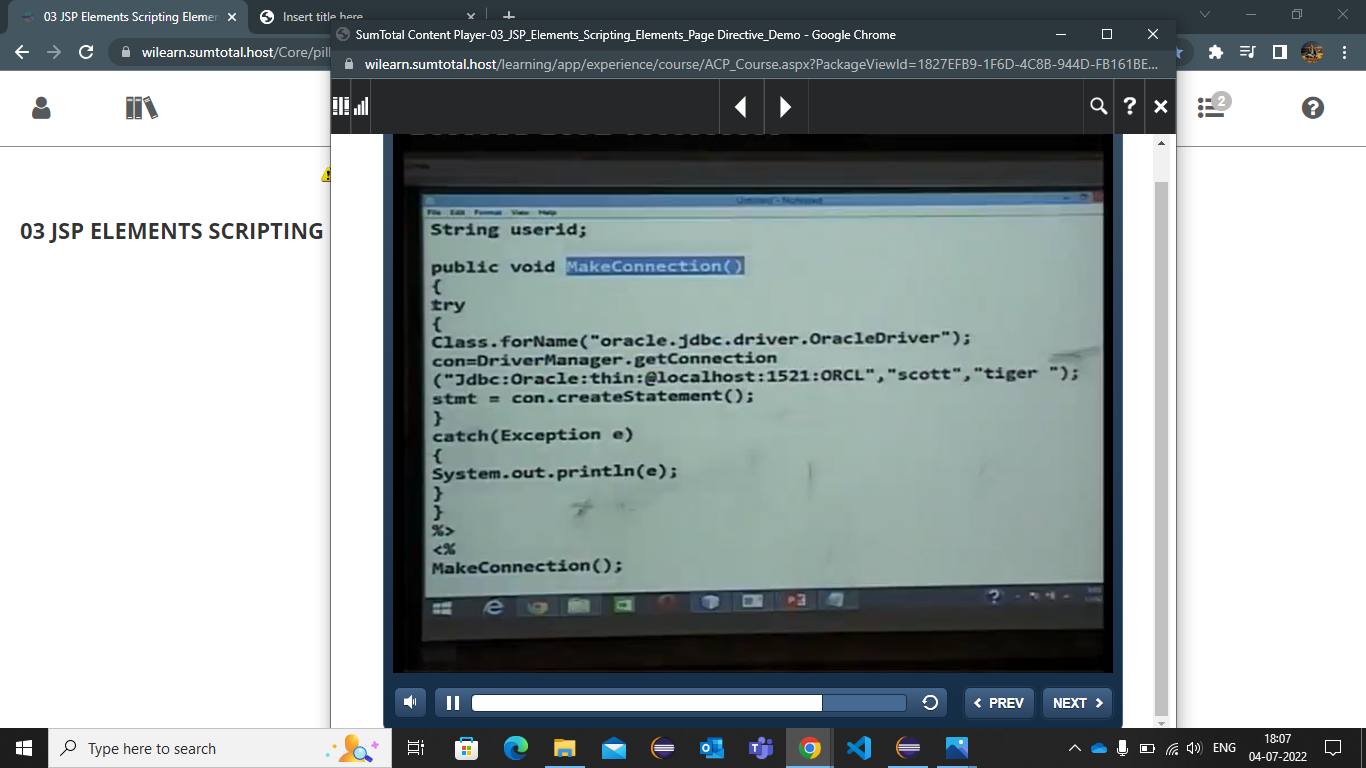 03 JSP Elements Scripting Elemen
Insert title here
SumTotal Content Player-03_JSP_Elements_Scripting_Elements_Page Directive_Demo - Google Chrome
wilearn.sumtotal.host/Core/pill
wilearn.sumtotal.host/learning/app/experience/course/ACP_Course.aspx?PackageViewId=1827EFB9-1F6D-4C8B-944D-FB161BE...
2
03 JSP ELEMENTS SCRIPTING
Untitled - Notepad
File Edit Format View Help
String userid;
public void MakeConnection()
{
try
{
Class.forName("oracle.jdbc.driver.OracleDriver");
con=DriverManager.getConnection
("Jdbc:Oracle:thin:@localhost:1521:ORCL","scott","tiger ");
stmt = con.createStatement();
}
catch(Exception e)
{
System.out.println(e);
}
}
%>
<%
MakeConnection();
PREV
NEXT
Type here to search
ENG
18:07
04-07-2022